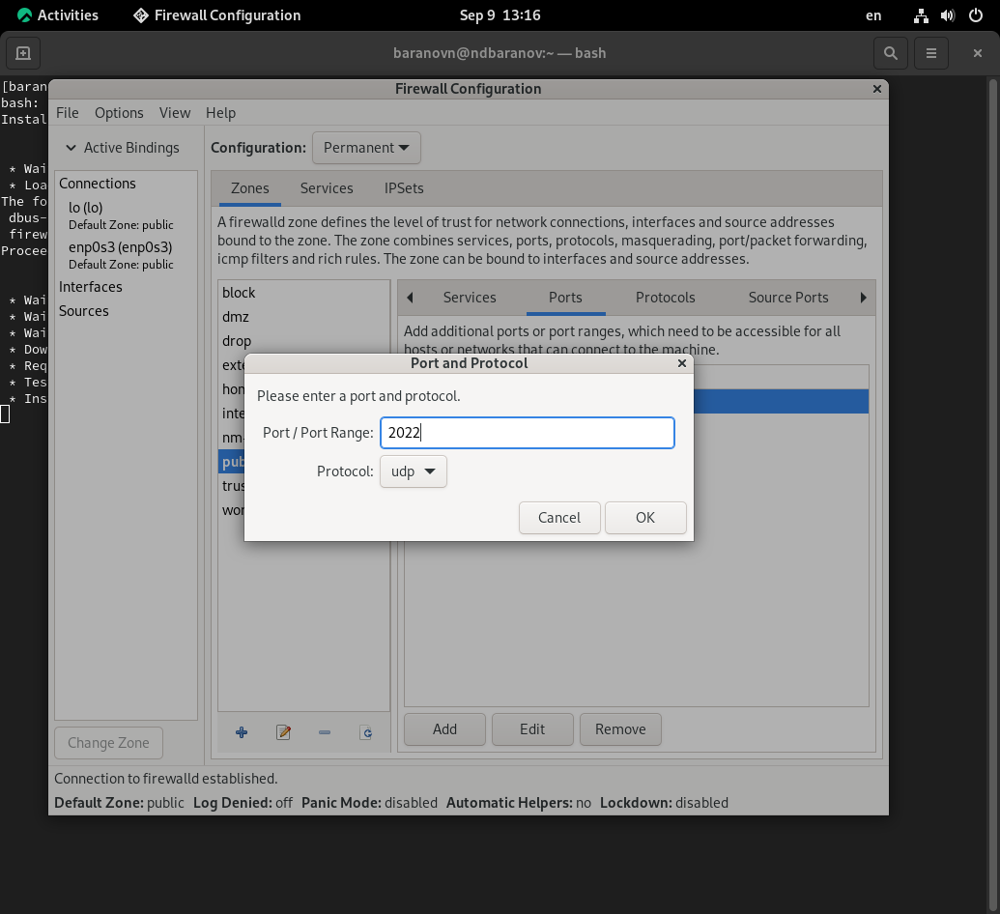 Activities Firewall Configuration Sep 9 13:16 en
baranovn@ndbaranov:~ — bash
[baran
bash:
Instal
* Wai
* Loa
The fo
dbus-
firew
Procee
* Wai
* Wai
* Wai
* Dow
* Req
* Tes
* Ins
Firewall Configuration
File Options View Help
Active Bindings
Connections
lo (lo)
Default Zone: public
enp0s3 (enp0s3)
Default Zone: public
Interfaces
Sources
Change Zone
Configuration: Permanent
Zones Services IPSets
A firewalld zone defines the level of trust for network connections, interfaces and source addresses
bound to the zone. The zone combines services, ports, protocols, masquerading, port/packet forwarding,
icmp filters and rich rules. The zone can be bound to interfaces and source addresses.
block
dmz
drop
exte
hon
inte
nm-
pub
trus
wor
Services Ports Protocols Source Ports
Add additional ports or port ranges, which need to be accessible for all
hosts or networks that can connect to the machine.
Port and Protocol
Please enter a port and protocol.
Port / Port Range: 2022
Protocol: udp
Cancel OK
Add Edit Remove
Connection to firewalld established.
Default Zone: public Log Denied: off Panic Mode: disabled Automatic Helpers: no Lockdown: disabled